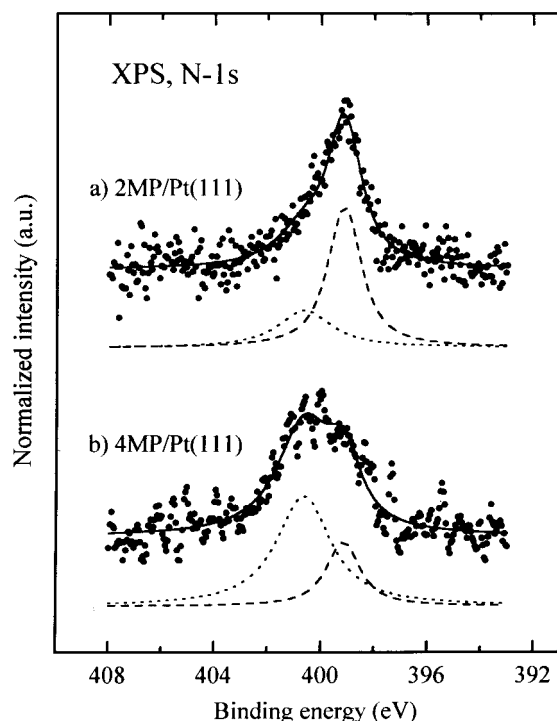 XPS, N-1s
a) 2MP/Pt(111)
b) 4MP/Pt(111)
Normalized intensity (a.u.)
408 404 400 396 392
Binding energy (eV)